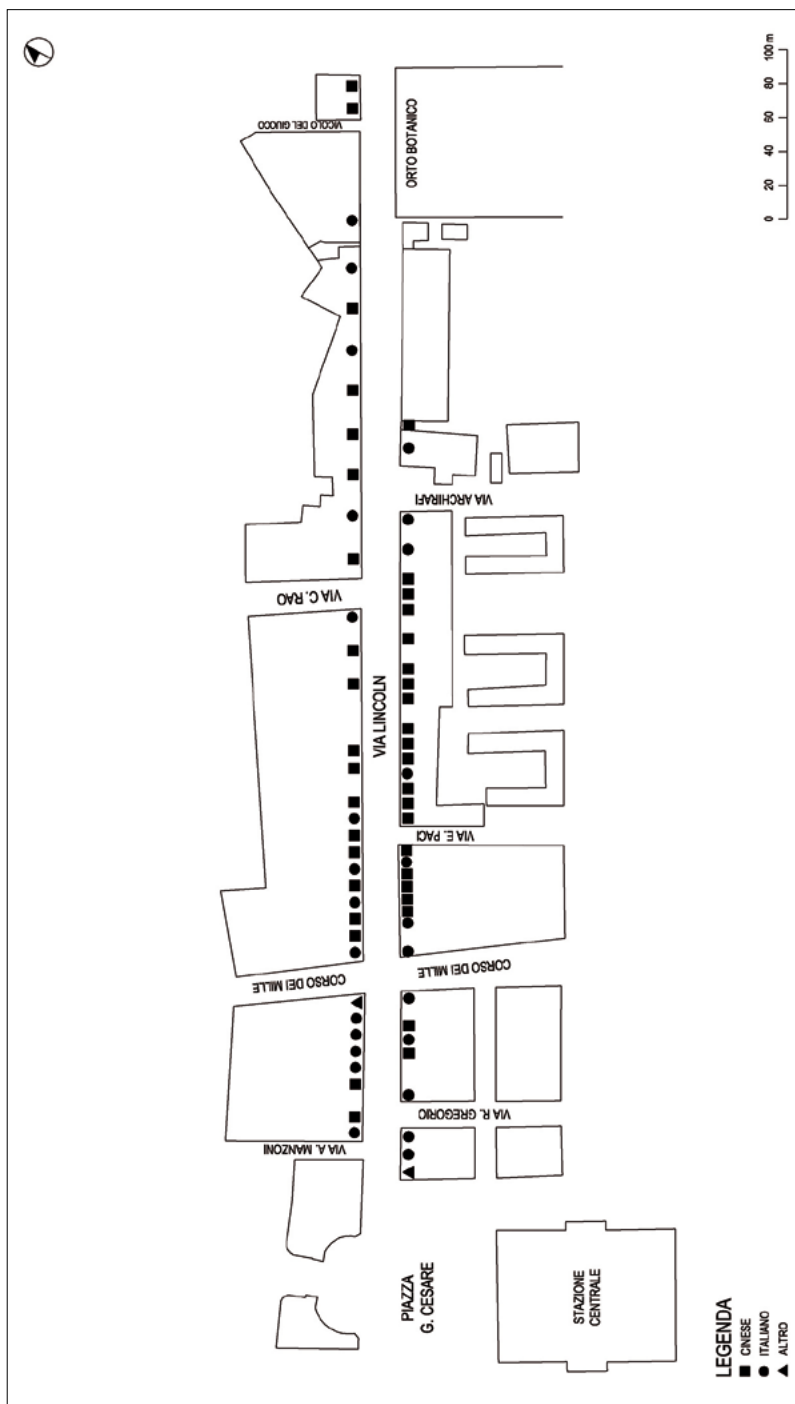 VICOLO DEL GIUOCO
ORTO BOTANICO
0 20 40 60 80 100 m
VIA ARCHIRAFI
VIA C. RAO
VIA LINCOLN
VIA E. PACI
CORSO DEI MILLE
CORSO DEI MILLE
VIA R. GREGORIO
VIA A. MANZONI
PIAZZA
G. CESARE
STAZIONE
CENTRALE
LEGENDA
CINESE
ITALIANO
ALTRO